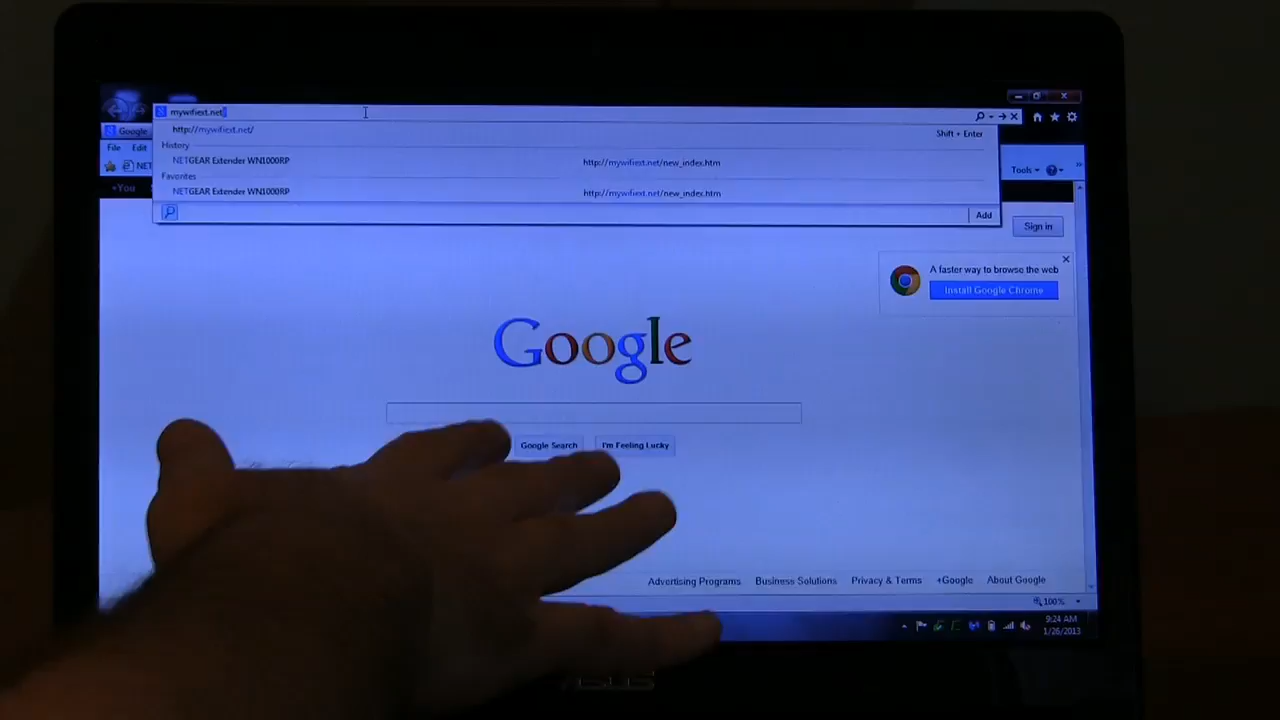 mywifiext.net
http://mywifiext.net/
Shift + Enter
Google
History
File Edit
NETGEAR Extender WN1000RP http://mywifiext.net/new_index.htm
NET
Tools
Favorites
+You
NETGEAR Extender WN1000RP http://mywifiext.net/new_index.htm
Add
Sign in
A faster way to browse the web
Install Google Chrome
Google
Google Search I'm Feeling Lucky
Advertising Programs Business Solutions Privacy & Terms +Google About Google
100%
9:24 AM
1/26/2013